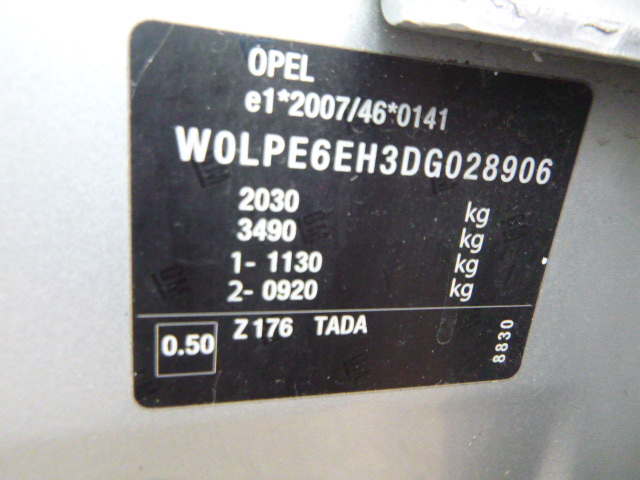 OPEL
e1*2007/46*0141
W0LPE6EH3DG028906
2030 kg
3490 kg
1- 1130 kg
2- 0920 kg
0.50 Z176 TADA
8830